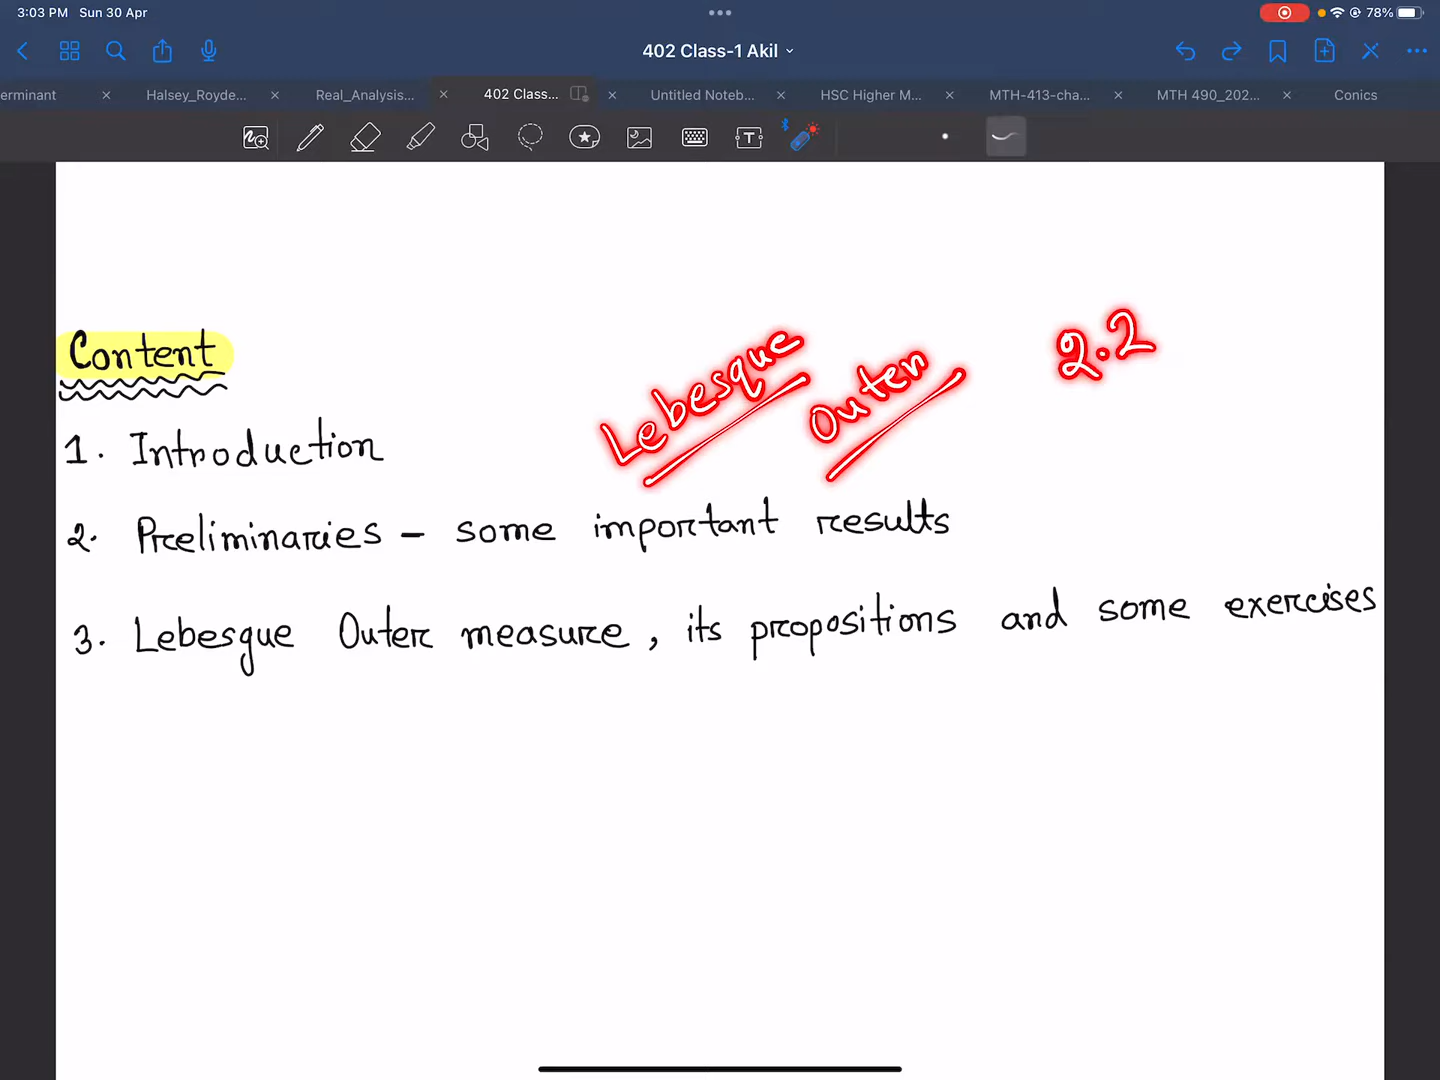 3:03 PM Sun 30 Apr
78%
402 Class-1 Akil
erminant
Halsey_Royde...
Real_Analysis...
402 Class...
Untitled Noteb...
HSC Higher M...
MTH-413-cha...
MTH 490_202...
Conics
Content
Lebesgue Outer 2.2
1. Introduction
2. Preliminaries - some important results
3. Lebesgue Outer measure, its propositions and some exercises